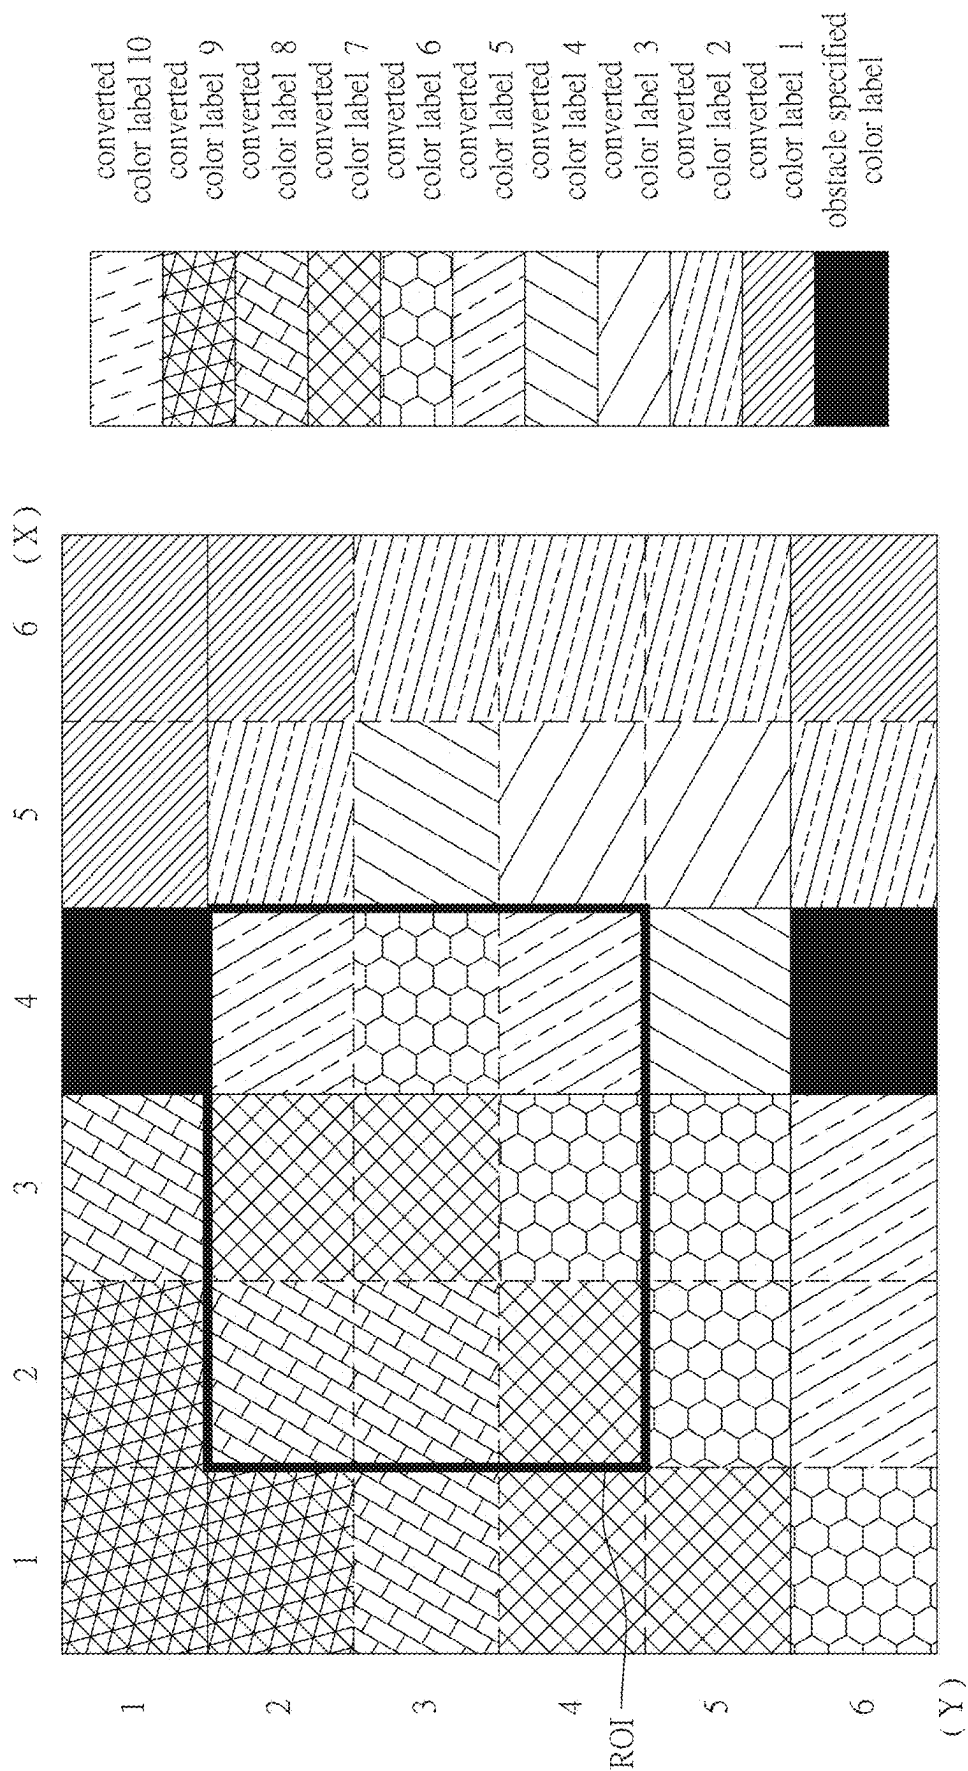 1 2 3 4 5 6 (X)
1
2
3
4
5
6
(Y)
ROI
converted
color label 10
converted
color label 9
converted
color label 8
converted
color label 7
converted
color label 6
converted
color label 5
converted
color label 4
converted
color label 3
converted
color label 2
converted
color label 1
obstacle specified
color label